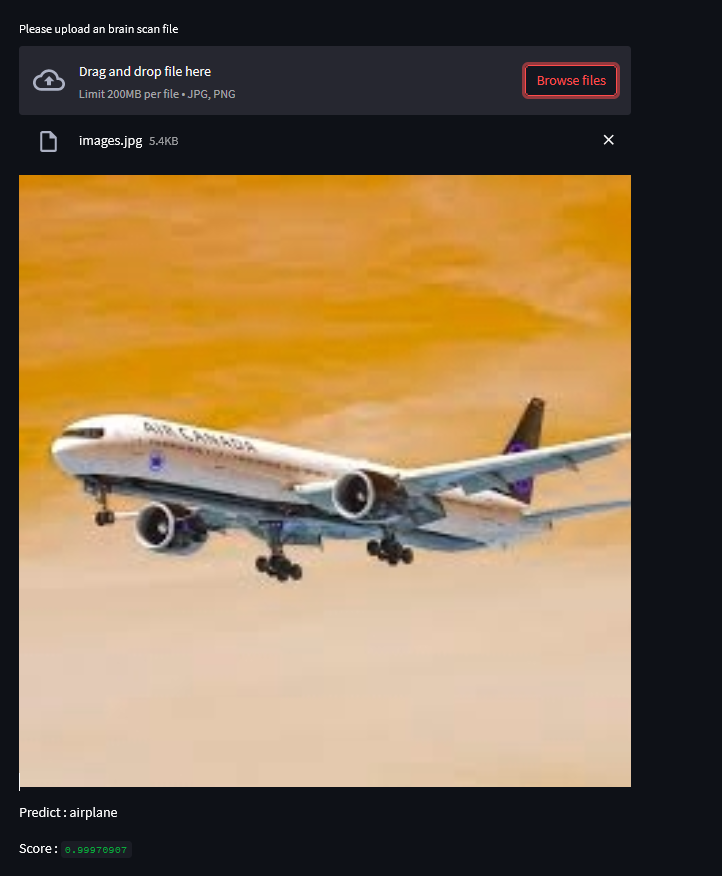 Please upload an brain scan file
Drag and drop file here
Limit 200MB per file • JPG, PNG
Browse files
images.jpg 5.4KB
AIR CANADA
Predict : airplane
Score : 0.99970907